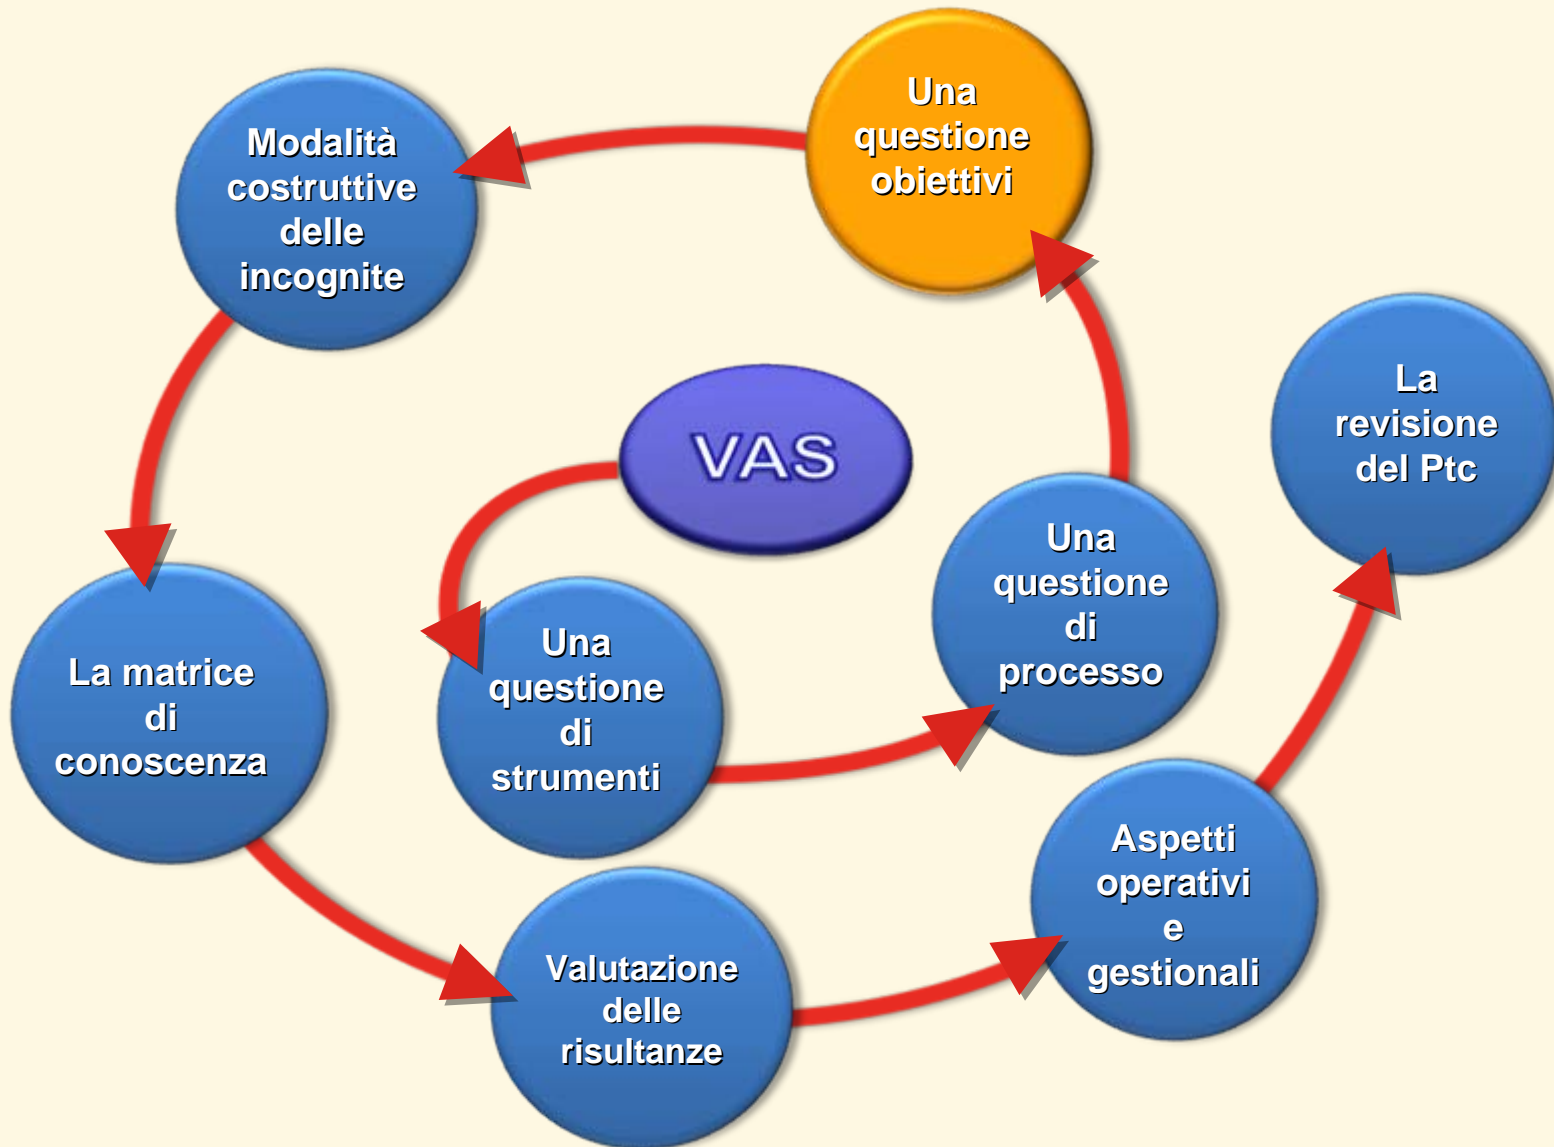 VAS
Una
questione
di
strumenti
Una
questione
di
processo
Una
questione
obiettivi
Modalità
costruttive
delle
incognite
La matrice
di
conoscenza
Valutazione
delle
risultanze
Aspetti
operativi
e
gestionali
La
revisione
del Ptc